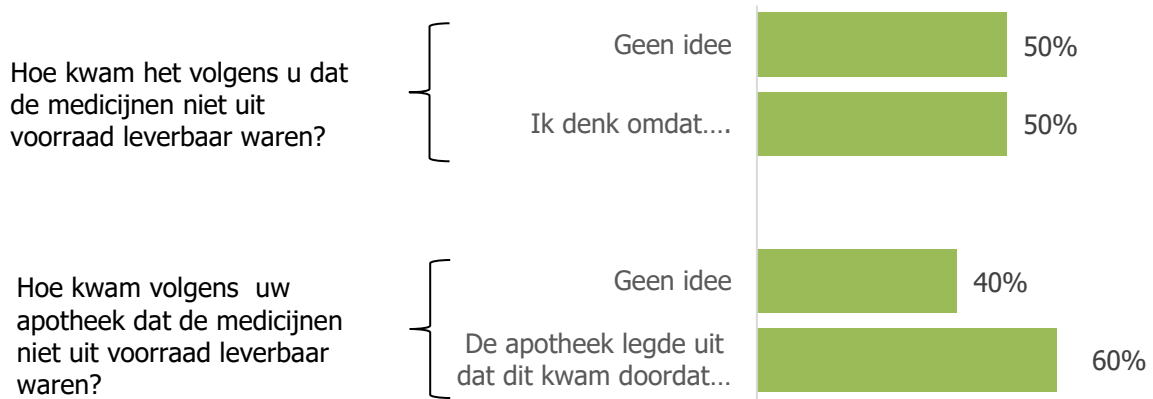 Hoe kwam het volgens u dat
de medicijnen niet uit
voorraad leverbaar waren?
Geen idee
50%
Ik denk omdat….
50%
Hoe kwam volgens  uw
apotheek dat de medicijnen
niet uit voorraad leverbaar
waren?
Geen idee
40%
De apotheek legde uit
dat dit kwam doordat…
60%